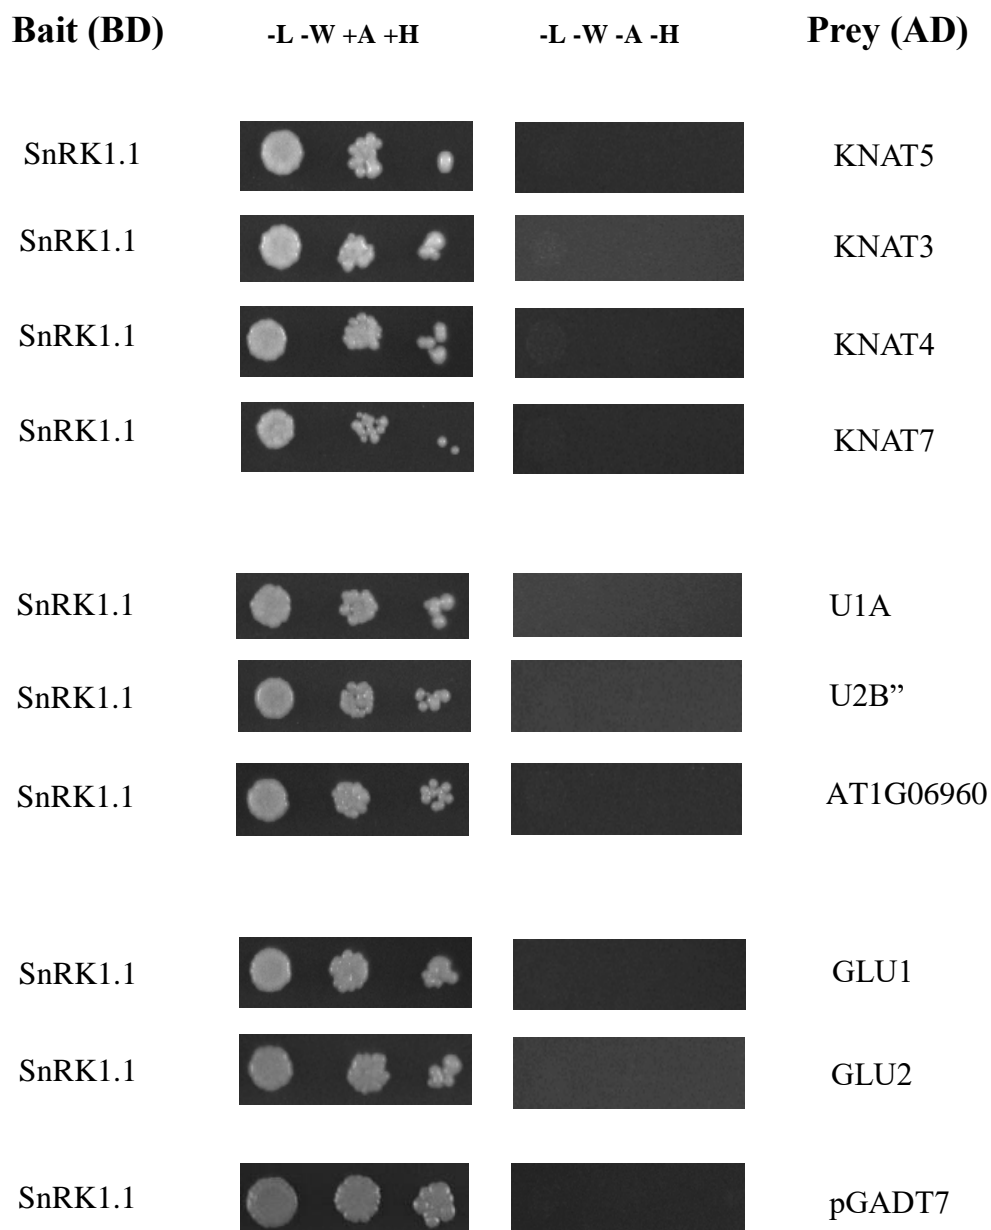 Bait (BD) -L -W +A +H -L -W -A -H Prey (AD)
SnRK1.1 KNAT5
SnRK1.1 KNAT3
SnRK1.1 KNAT4
SnRK1.1 KNAT7
SnRK1.1 U1A
SnRK1.1 U2B”
SnRK1.1 AT1G06960
SnRK1.1 GLU1
SnRK1.1 GLU2
SnRK1.1 pGADT7